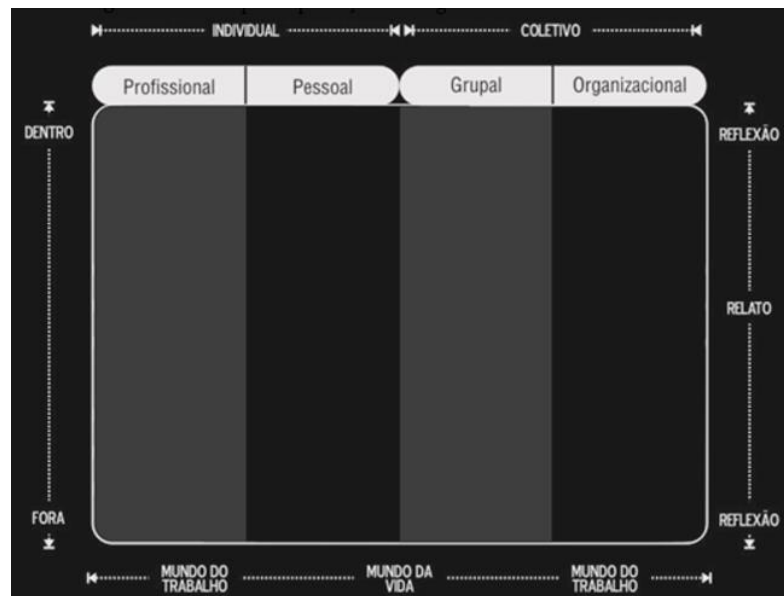 INDIVIDUAL COLETIVO
Profissional Pessoal Grupal Organizacional
DENTRO REFLEXÃO
RELATO
FORA REFLEXÃO
MUNDO DO TRABALHO MUNDO DA VIDA MUNDO DO TRABALHO